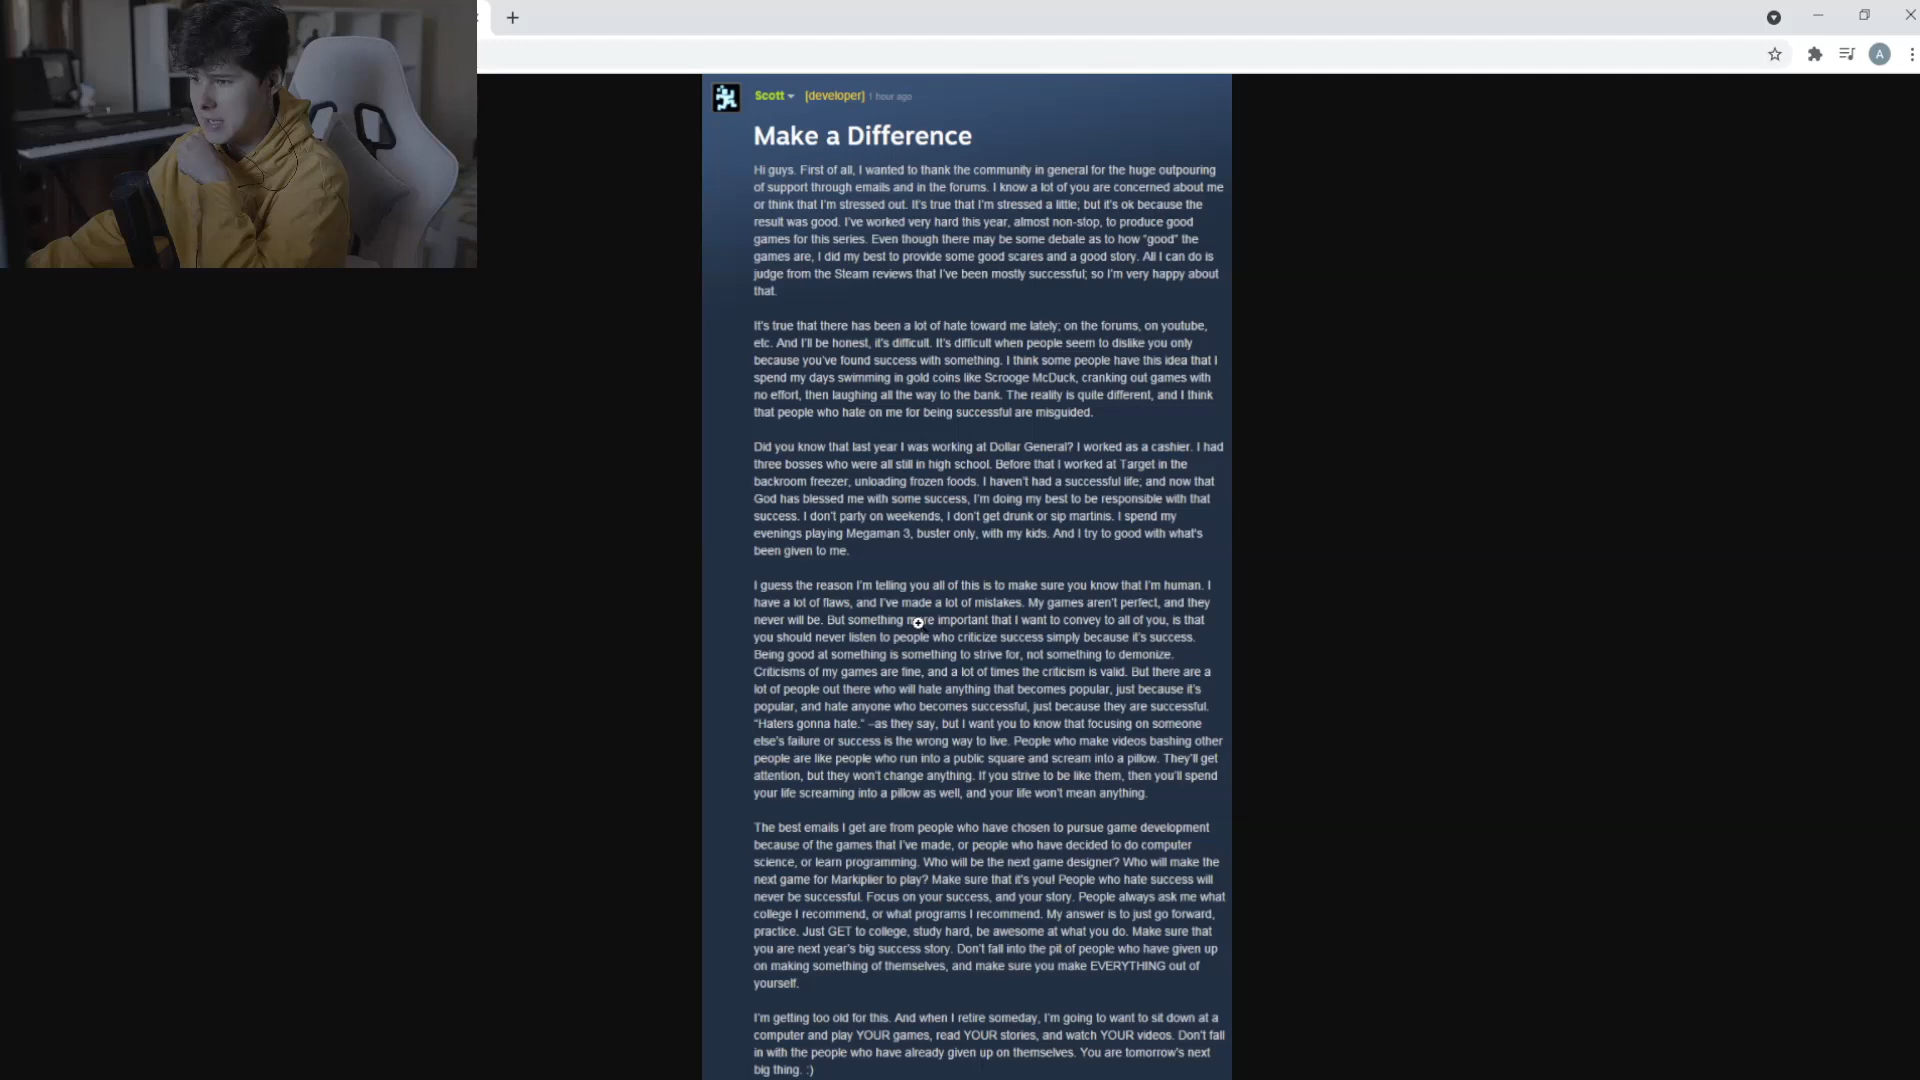 Scott [developer] 1 hour ago
A
Make a Difference
Hi guys. First of all, I wanted to thank the community in general for the huge outpouring
of support through emails and in the forums. I know a lot of you are concerned about me
or think that I'm stressed out. It's true that I'm stressed a little; but it's ok because the
result was good. I've worked very hard this year, almost non-stop, to produce good
games for this series. Even though there may be some debate as to how "good" the
games are, I did my best to provide some good scares and a good story. All I can do is
judge from the Steam reviews that I've been mostly successful; so I'm very happy about
that.
It's true that there has been a lot of hate toward me lately; on the forums, on youtube,
etc. And I'll be honest, it's difficult. It's difficult when people seem to dislike you only
because you've found success with something. I think some people have this idea that I
spend my days swimming in gold coins like Scrooge McDuck, cranking out games with
no effort, then laughing all the way to the bank. The reality is quite different, and I think
that people who hate on me for being successful are misguided.
Did you know that last year I was working at Dollar General? I worked as a cashier. I had
three bosses who were all still in high school. Before that I worked at Target in the
backroom freezer, unloading frozen foods. I haven't had a successful life; and now that
God has blessed me with some success, I'm doing my best to be responsible with that
success. I don't party on weekends, I don't get drunk or sip martinis. I spend my
evenings playing Megaman 3, buster only, with my kids. And I try to good with what's
been given to me.
I guess the reason I'm telling you all of this is to make sure you know that I'm human. I
have a lot of flaws, and I've made a lot of mistakes. My games aren't perfect, and they
never will be. But something more important that I want to convey to all of you, is that
you should never listen to people who criticize success simply because it's success.
Being good at something is something to strive for, not something to demonize.
Criticisms of my games are fine, and a lot of times the criticism is valid. But there are a
lot of people out there who will hate anything that becomes popular, just because it's
popular, and hate anyone who becomes successful, just because they are successful.
"Haters gonna hate." –as they say, but I want you to know that focusing on someone
else's failure or success is the wrong way to live. People who make videos bashing other
people are like people who run into a public square and scream into a pillow. They'll get
attention, but they won't change anything. If you strive to be like them, then you'll spend
your life screaming into a pillow as well, and your life won't mean anything.
The best emails I get are from people who have chosen to pursue game development
because of the games that I've made, or people who have decided to do computer
science, or learn programming. Who will be the next game designer? Who will make the
next game for Markiplier to play? Make sure that it's you! People who hate success will
never be successful. Focus on your success, and your story. People always ask me what
college I recommend, or what programs I recommend. My answer is to just go forward,
practice. Just GET to college, study hard, be awesome at what you do. Make sure that
you are next year's big success story. Don't fall into the pit of people who have given up
on making something of themselves, and make sure you make EVERYTHING out of
yourself.
I'm getting too old for this. And when I retire someday, I'm going to want to sit down at a
computer and play YOUR games, read YOUR stories, and watch YOUR videos. Don't fall
in with the people who have already given up on themselves. You are tomorrow's next
big thing. :)